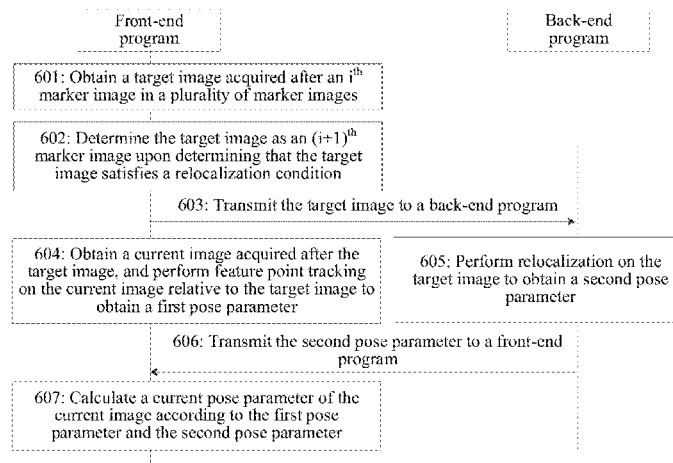 Front-end
program
Back-end
program
601: Obtain a target image acquired after an i^th
marker image in a plurality of marker images
602: Determine the target image as an (i+1)^th
marker image upon determining that the target
image satisfies a relocalization condition
603: Transmit the target image to a back-end program
604: Obtain a current image acquired after the
target image, and perform feature point tracking
on the current image relative to the target image to
obtain a first pose parameter
605: Perform relocalization on the
target image to obtain a second pose
parameter
606: Transmit the second pose parameter to a front-end
program
607: Calculate a current pose parameter of the
current image according to the first pose
parameter and the second pose parameter